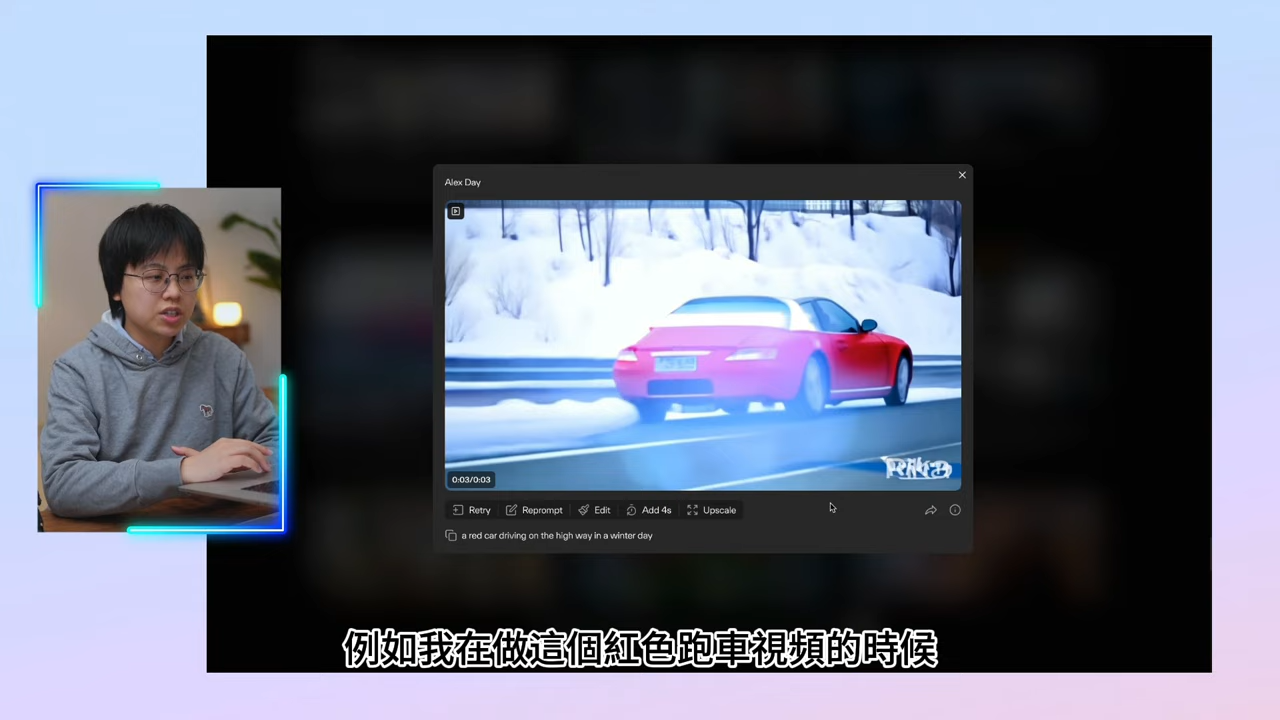 Alex Day
0:03/0:03
Retry Reprompt Edit Add 4s Upscale
a red car driving on the high way in a winter day
例如我在做這個紅色跑車視頻的時候